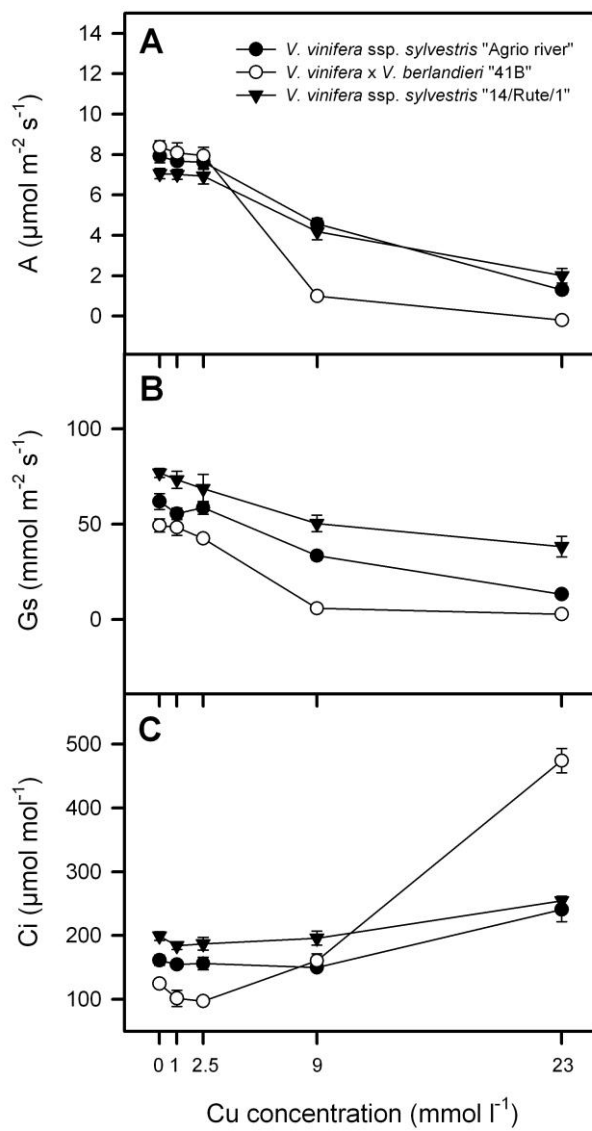 A
V. vinifera ssp. sylvestris "Agrio river"
V. vinifera x V. berlandieri "41B"
V. vinifera ssp. sylvestris "14/Rute/1"
14
12
10
8
6
4
2
0
A (µmol m⁻² s⁻¹)
B
100
50
0
Gs (mmol m⁻² s⁻¹)
C
500
400
300
200
100
Ci (µmol mol⁻¹)
0 1 2.5 9 23
Cu concentration (mmol l⁻¹)